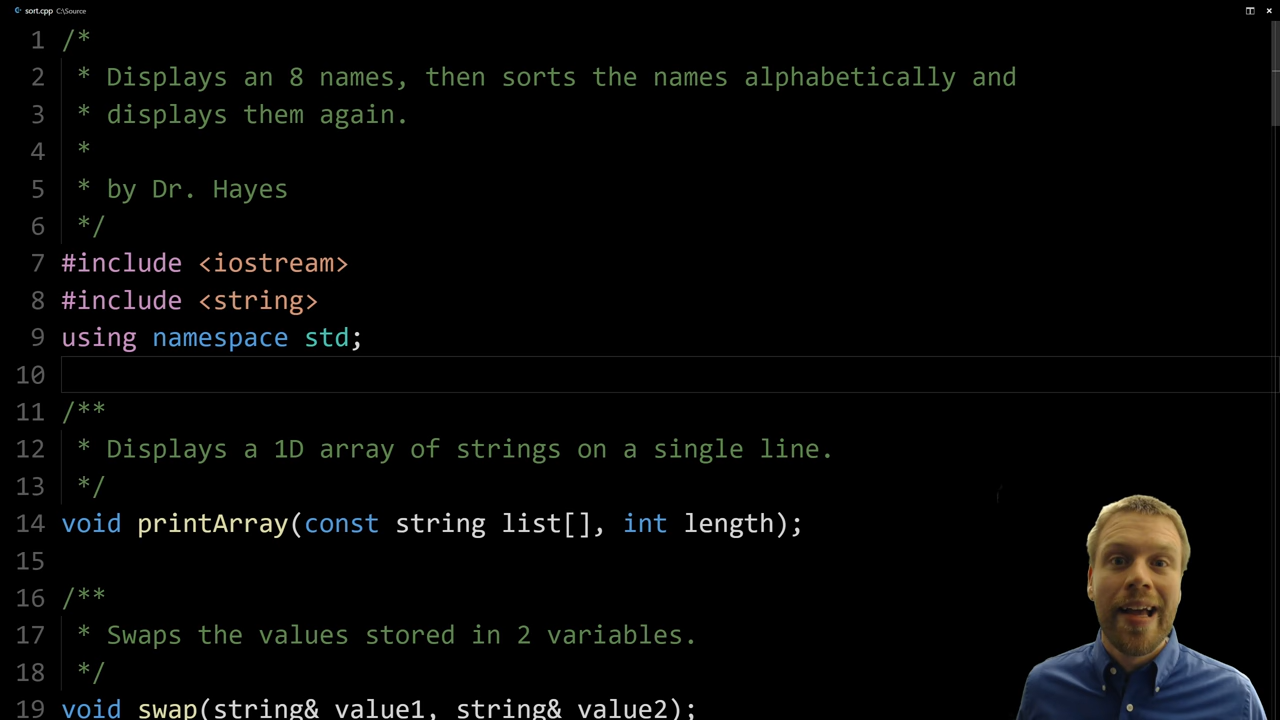 sort.cpp C:\Source
1 /*
2 * Displays an 8 names, then sorts the names alphabetically and
3 * displays them again.
4 *
5 * by Dr. Hayes
6 */
7 #include <iostream>
8 #include <string>
9 using namespace std;
10
11 /**
12 * Displays a 1D array of strings on a single line.
13 */
14 void printArray(const string list[], int length);
15
16 /**
17 * Swaps the values stored in 2 variables.
18 */
19 void swap(string& value1, string& value2);